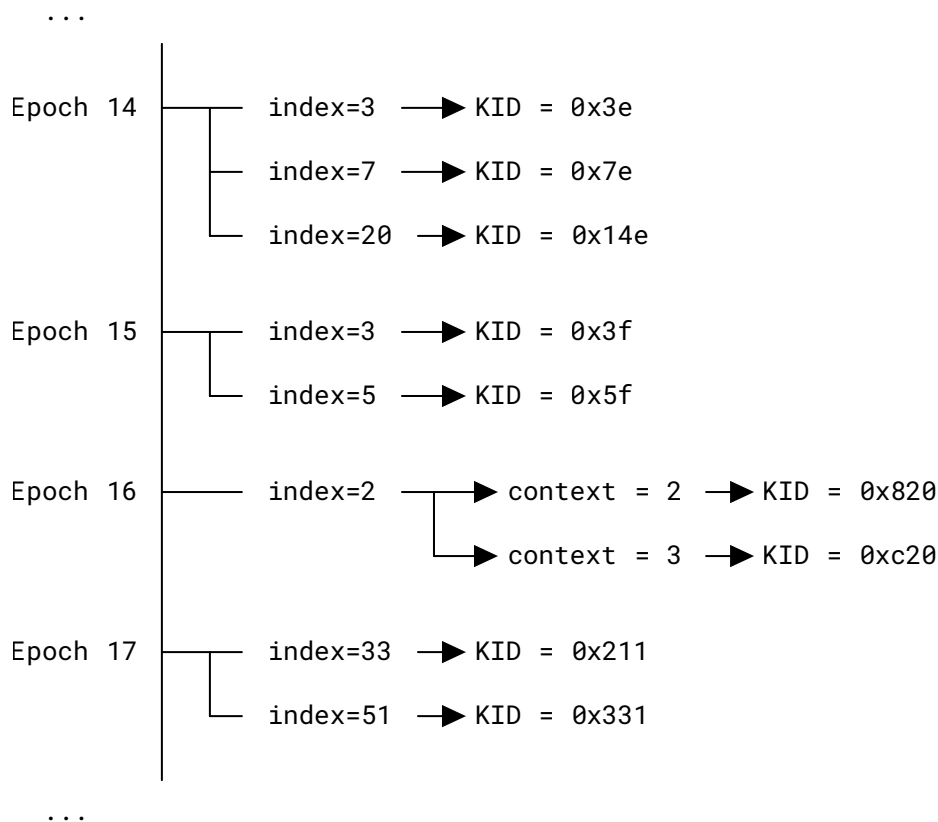 ...
Epoch 14 index=3 KID = 0x3e
index=7 KID = 0x7e
index=20 KID = 0x14e
Epoch 15 index=3 KID = 0x3f
index=5 KID = 0x5f
Epoch 16 index=2 context = 2 KID = 0x820
context = 3 KID = 0xc20
Epoch 17 index=33 KID = 0x211
index=51 KID = 0x331
...